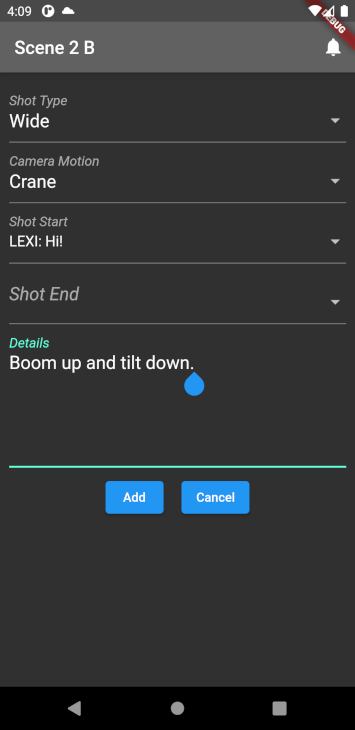 4:09
DEBUG
Scene 2 B
Shot Type
Wide
Camera Motion
Crane
Shot Start
LEXI: Hi!
Shot End
Details
Boom up and tilt down.
Add
Cancel